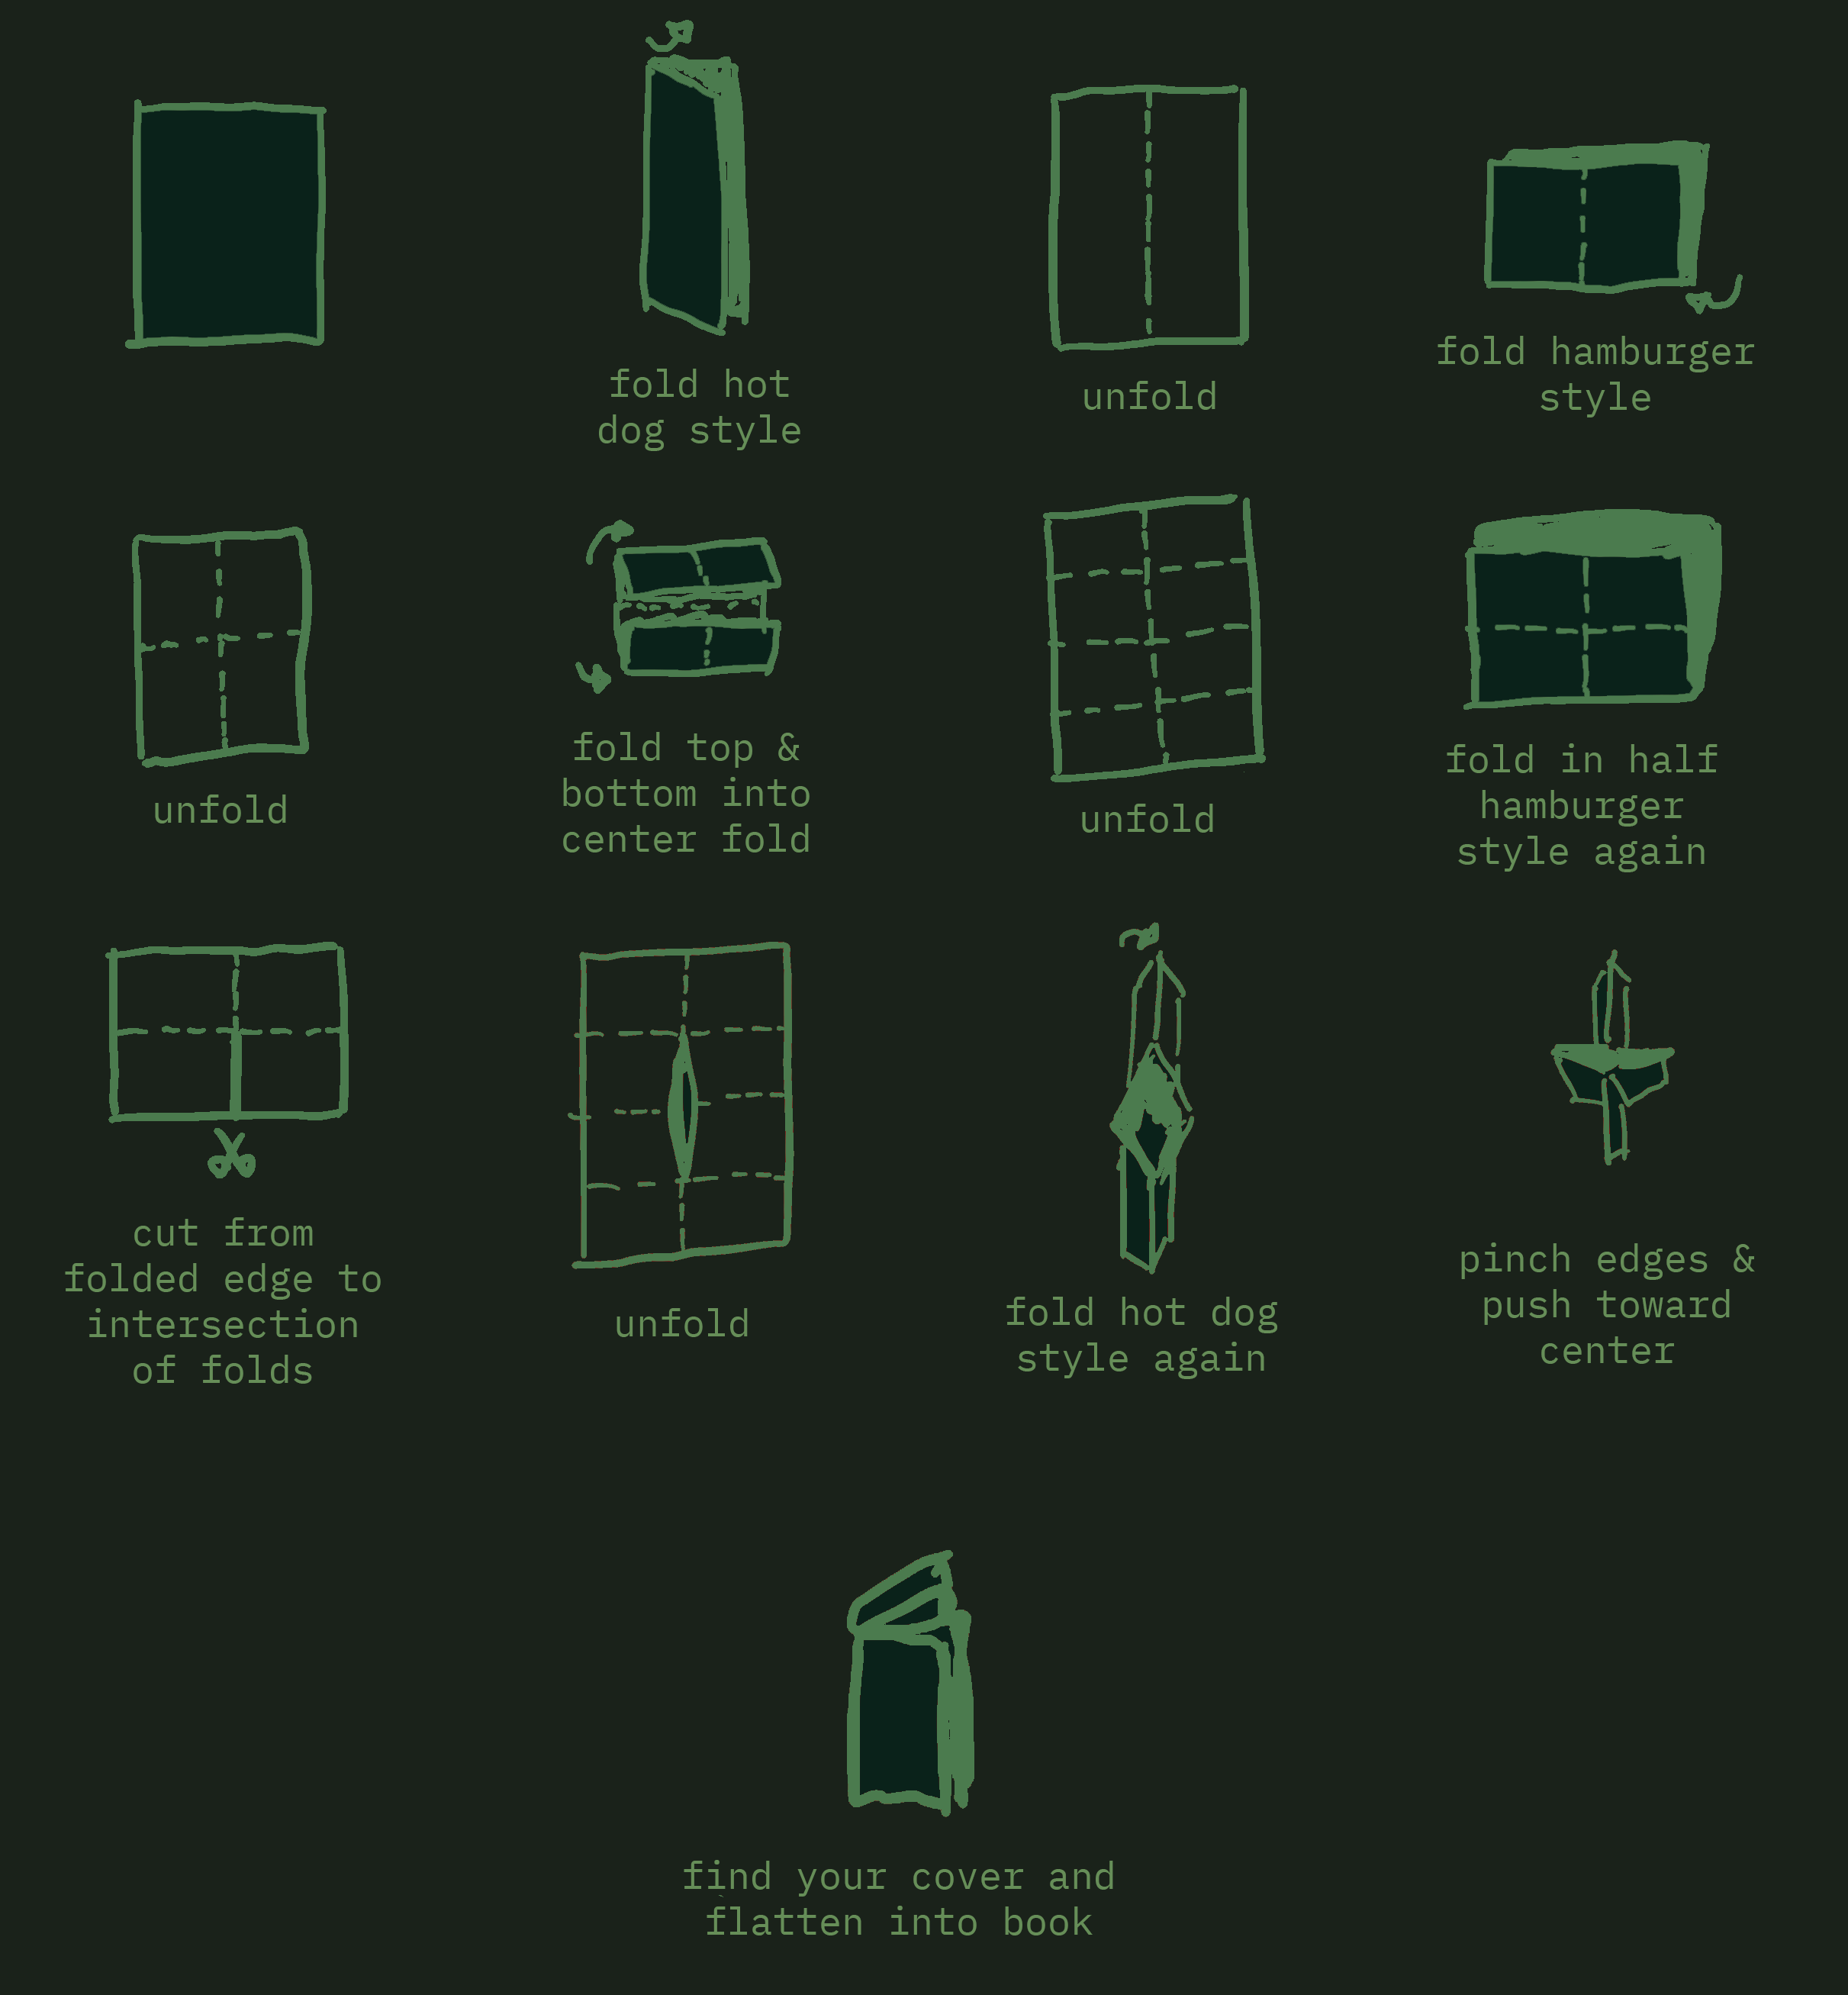 fold hot
dog style
unfold
fold hamburger
style
unfold
fold top &
bottom into
center fold
unfold
fold in half
hamburger
style again
cut from
folded edge to
intersection
of folds
unfold
fold hot dog
style again
pinch edges &
push toward
center
find your cover and
flatten into book